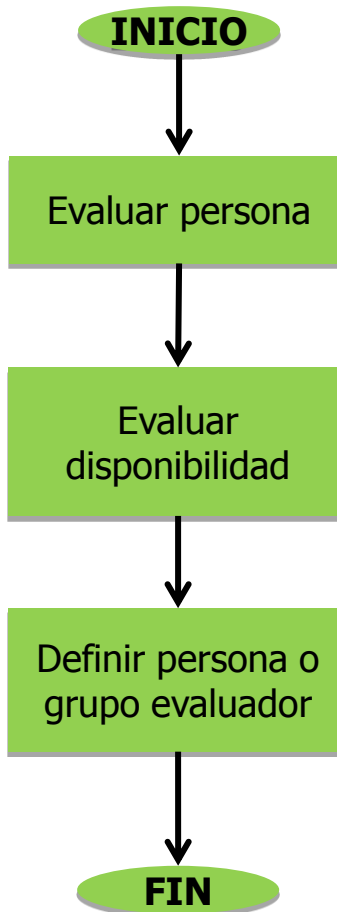 INICIO
Evaluar persona
Evaluar
disponibilidad
Definir persona o
grupo evaluador
FIN